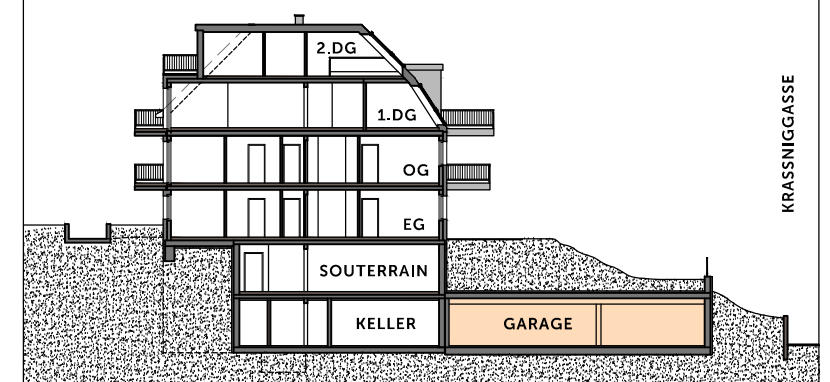 2.DG
1.DG
OG
EG
SOUTERRAIN
KELLER
GARAGE
KRASSNIGGASSE